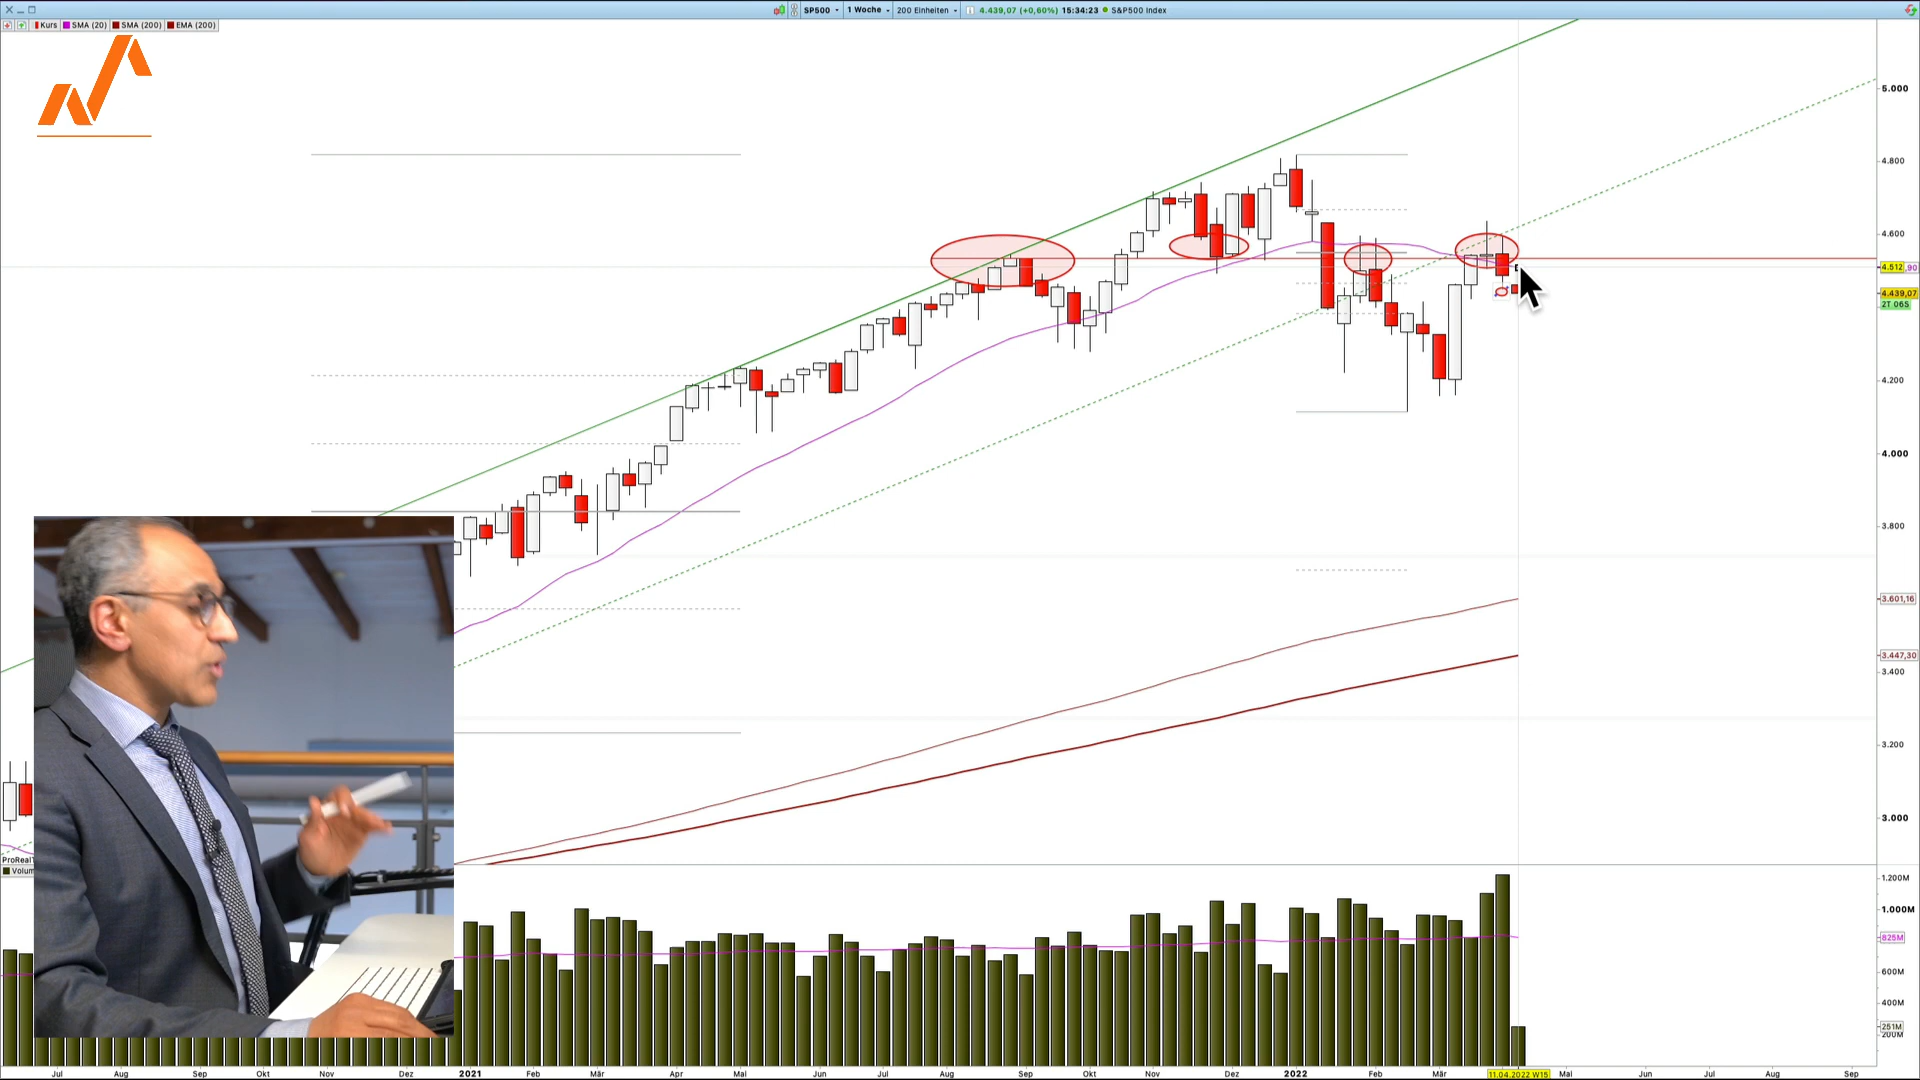 SP500 1 Woche 200 Einheiten 4.439,07 (+0,60%) 15:34:23 S&P500 Index
Kurs SMA (20) SMA (200) EMA (200)
5.000
4.800
4.600
4.512,90
4.439,07
2T 06S
4.200
4.000
3.800
3.601,16
3.447,30
3.400
3.200
3.000
ProRealT
Volum
1.200M
1.000M
825M
600M
400M
251M
200M
Jul Aug Sep Okt Nov Dez 2021 Feb Mär Apr Mai Jun Jul Aug Sep Okt Nov Dez 2022 Feb Mär 11.04.2022 W15 Mai Jun Jul Aug Sep